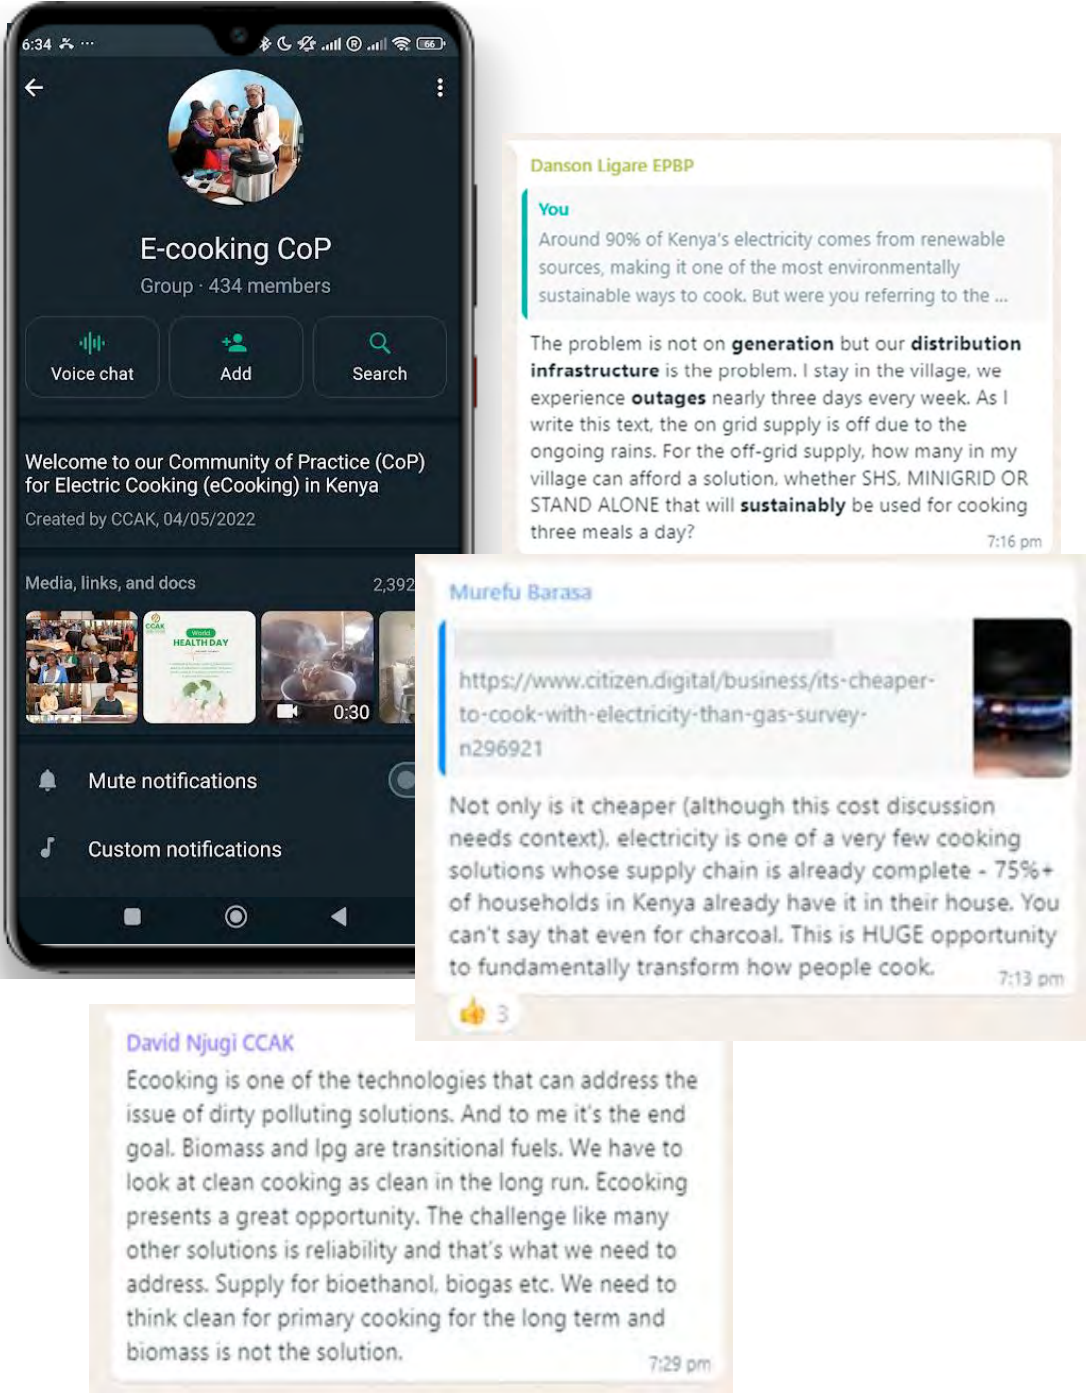 6:34
66
E-cooking CoP
Group · 434 members
Voice chat
Add
Search
Welcome to our Community of Practice (CoP)
for Electric Cooking (eCooking) in Kenya
Created by CCAK, 04/05/2022
Media, links, and docs
2,392
CCAK
World
HEALTH DAY
0:30
Mute notifications
Custom notifications
Danson Ligare EPBP
You
Around 90% of Kenya's electricity comes from renewable
sources, making it one of the most environmentally
sustainable ways to cook. But were you referring to the ...
The problem is not on generation but our distribution
infrastructure is the problem. I stay in the village, we
experience outages nearly three days every week. As I
write this text, the on grid supply is off due to the
ongoing rains. For the off-grid supply, how many in my
village can afford a solution, whether SHS, MINIGRID OR
STAND ALONE that will sustainably be used for cooking
three meals a day?
7:16 pm
Murefu Barasa
https://www.citizen.digital/business/its-cheaper-
to-cook-with-electricity-than-gas-survey-
n296921
Not only is it cheaper (although this cost discussion
needs context), electricity is one of a very few cooking
solutions whose supply chain is already complete - 75%+
of households in Kenya already have it in their house. You
can't say that even for charcoal. This is HUGE opportunity
to fundamentally transform how people cook.
7:13 pm
3
David Njugi CCAK
Ecooking is one of the technologies that can address the
issue of dirty polluting solutions. And to me it's the end
goal. Biomass and lpg are transitional fuels. We have to
look at clean cooking as clean in the long run. Ecooking
presents a great opportunity. The challenge like many
other solutions is reliability and that's what we need to
address. Supply for bioethanol, biogas etc. We need to
think clean for primary cooking for the long term and
biomass is not the solution.
7:29 pm